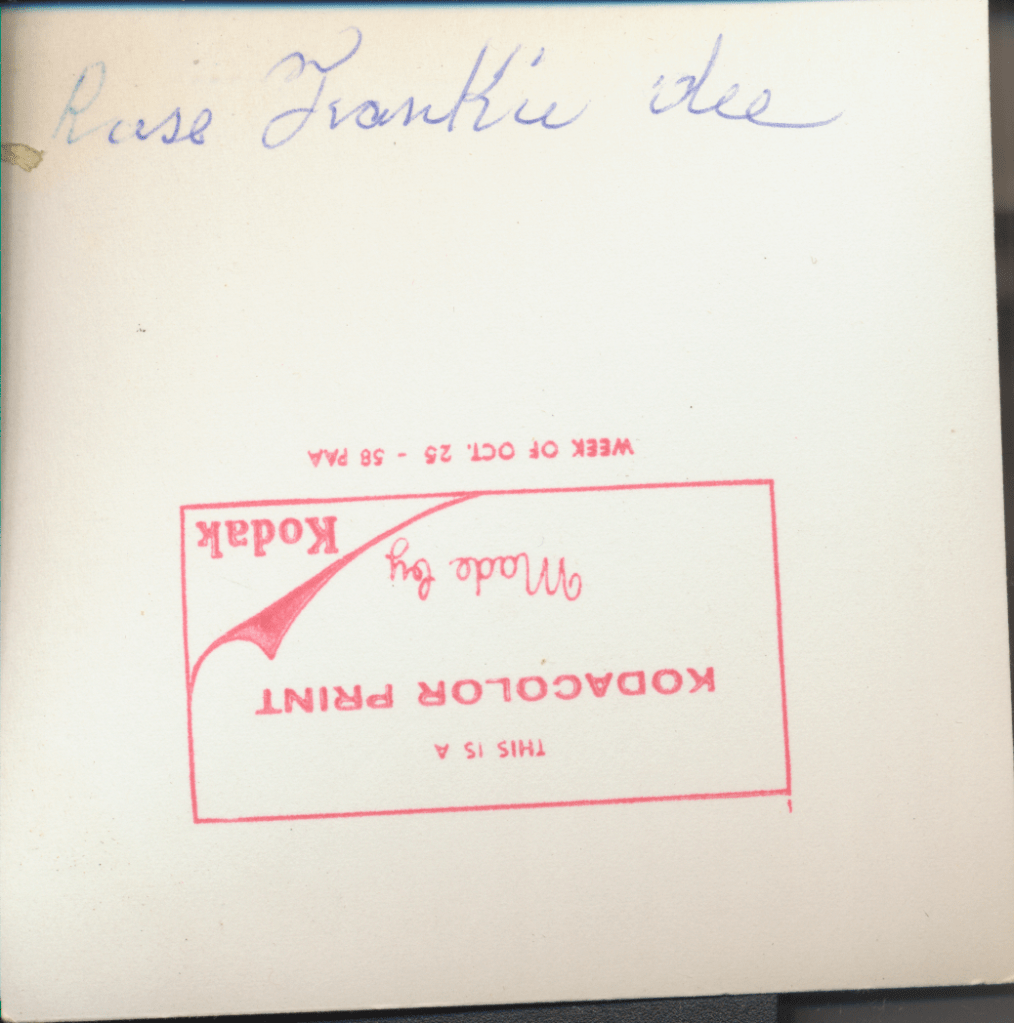 Rose Frankie dee
THIS IS A
KODACOLOR PRINT
Made by
Kodak
WEEK OF OCT. 25 - 58 PAA